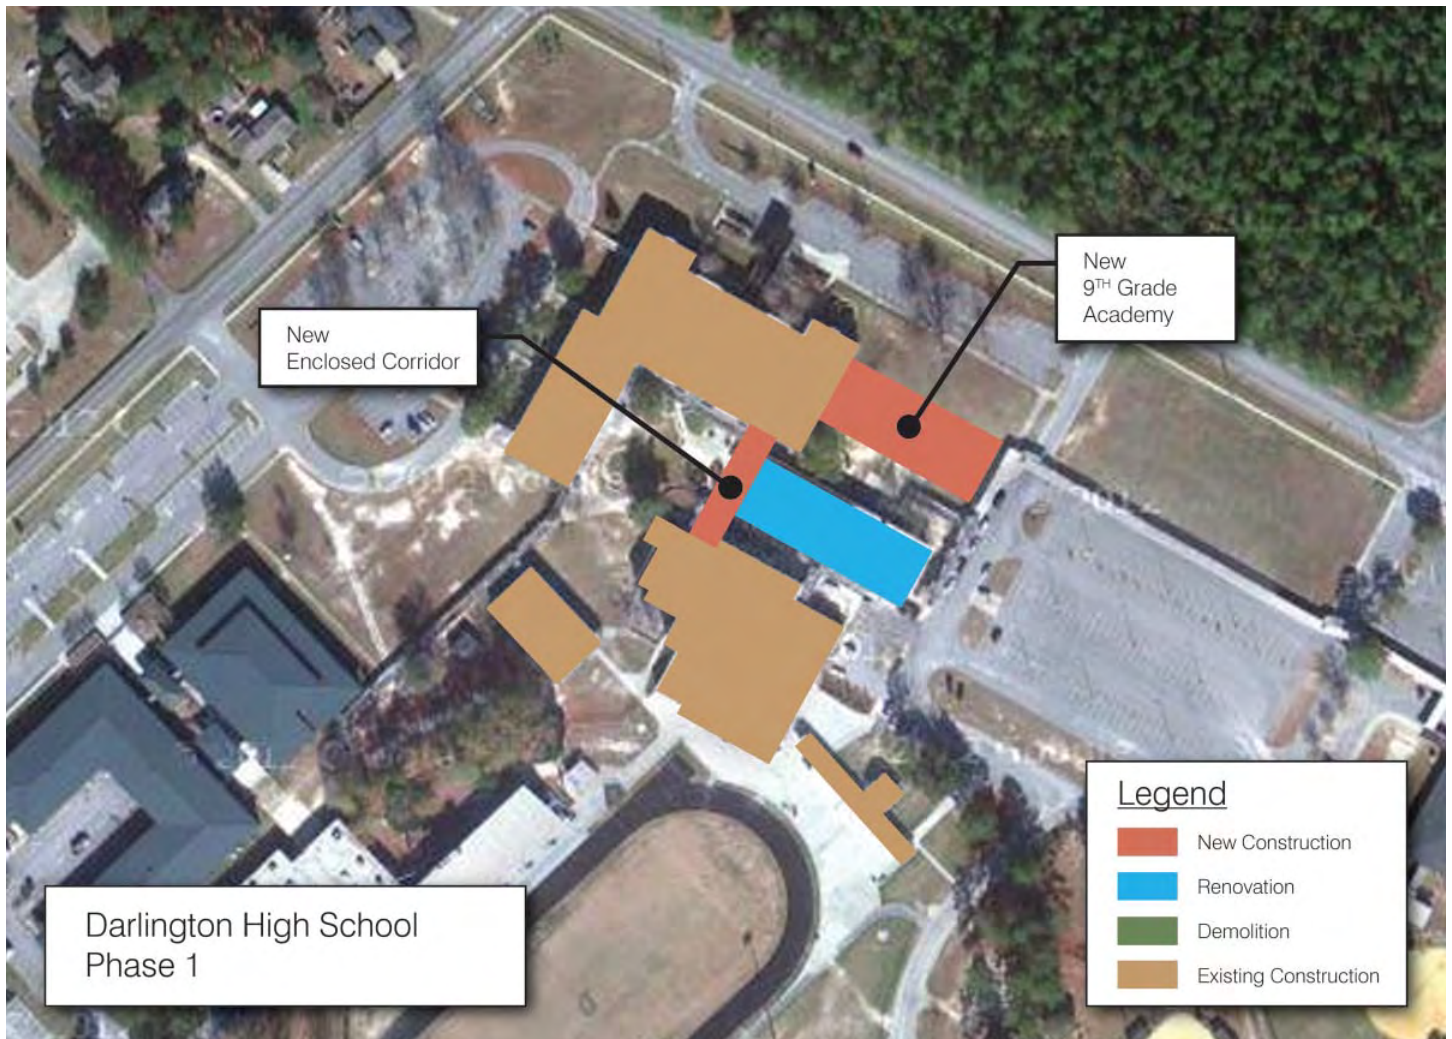 New
9TH Grade
Academy
New
Enclosed Corridor
Legend
New Construction
Renovation
Demolition
Existing Construction
Darlington High School
Phase 1